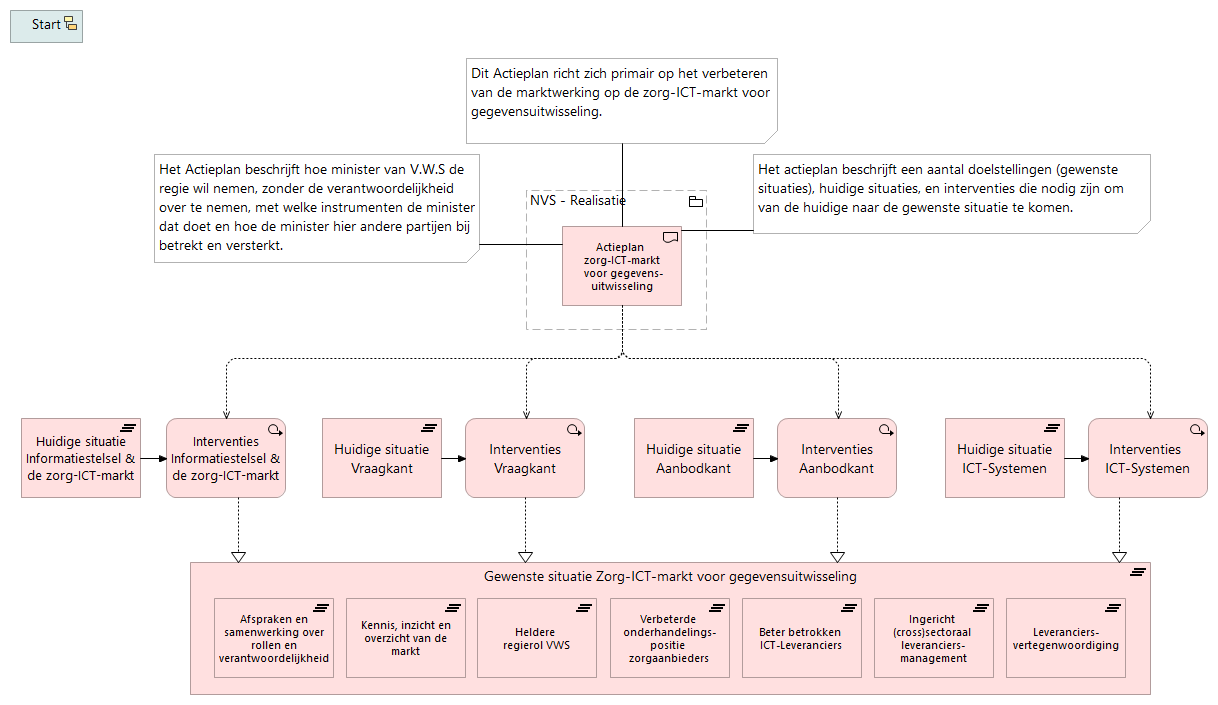 Start
Dit Actieplan richt zich primair op het verbeteren
van de marktwerking op de zorg-ICT-markt voor
gegevensuitwisseling.
Het Actieplan beschrijft hoe minister van V.W.S de
regie wil nemen, zonder de verantwoordelijkheid
over te nemen, met welke instrumenten de minister
dat doet en hoe de minister hier andere partijen bij
betrekt en versterkt.
Het actieplan beschrijft een aantal doelstellingen (gewenste
situaties), huidige situaties, en interventies die nodig zijn om
van de huidige naar de gewenste situatie te komen.
NVS - Realisatie
Actieplan
zorg-ICT-markt
voor gegevens-
uitwisseling
Huidige situatie
Informatiestelsel &
de zorg-ICT-markt
Interventies
Informatiestelsel &
de zorg-ICT-markt
Huidige situatie
Vraagkant
Interventies
Vraagkant
Huidige situatie
Aanbodkant
Interventies
Aanbodkant
Huidige situatie
ICT-Systemen
Interventies
ICT-Systemen
Gewenste situatie Zorg-ICT-markt voor gegevensuitwisseling
Afspraken en
samenwerking over
rollen en
verantwoordelijkheid
Kennis, inzicht en
overzicht van de
markt
Heldere
regierol VWS
Verbeterde
onderhandelings-
positie
zorgaanbieders
Beter betrokken
ICT-Leveranciers
Ingericht
(cross)sectoraal
leveranciers-
management
Leveranciers-
vertegenwoordiging